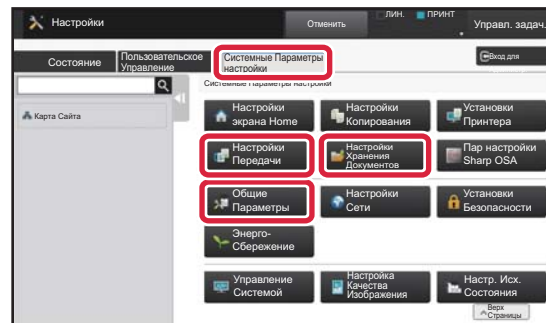 Настройки
Отменить
ЛИН.
ПРИНТ
Управл. задач.
Состояние
Пользовательское
Управление
Системные Параметры
настройки
Вход для
Системные Параметры настройки
Карта Сайта
Настройки
экрана Home
Настройки
Копирования
Установки
Принтера
Настройки
Передачи
Настройки
Хранения
Документов
Пар настройки
Sharp OSA
Общие
Параметры
Настройки
Сети
Установки
Безопасности
Энерго-
Сбережение
Управление
Системой
Настройка
Качества
Изображения
Настр. Исх.
Состояния
Верх
Страницы